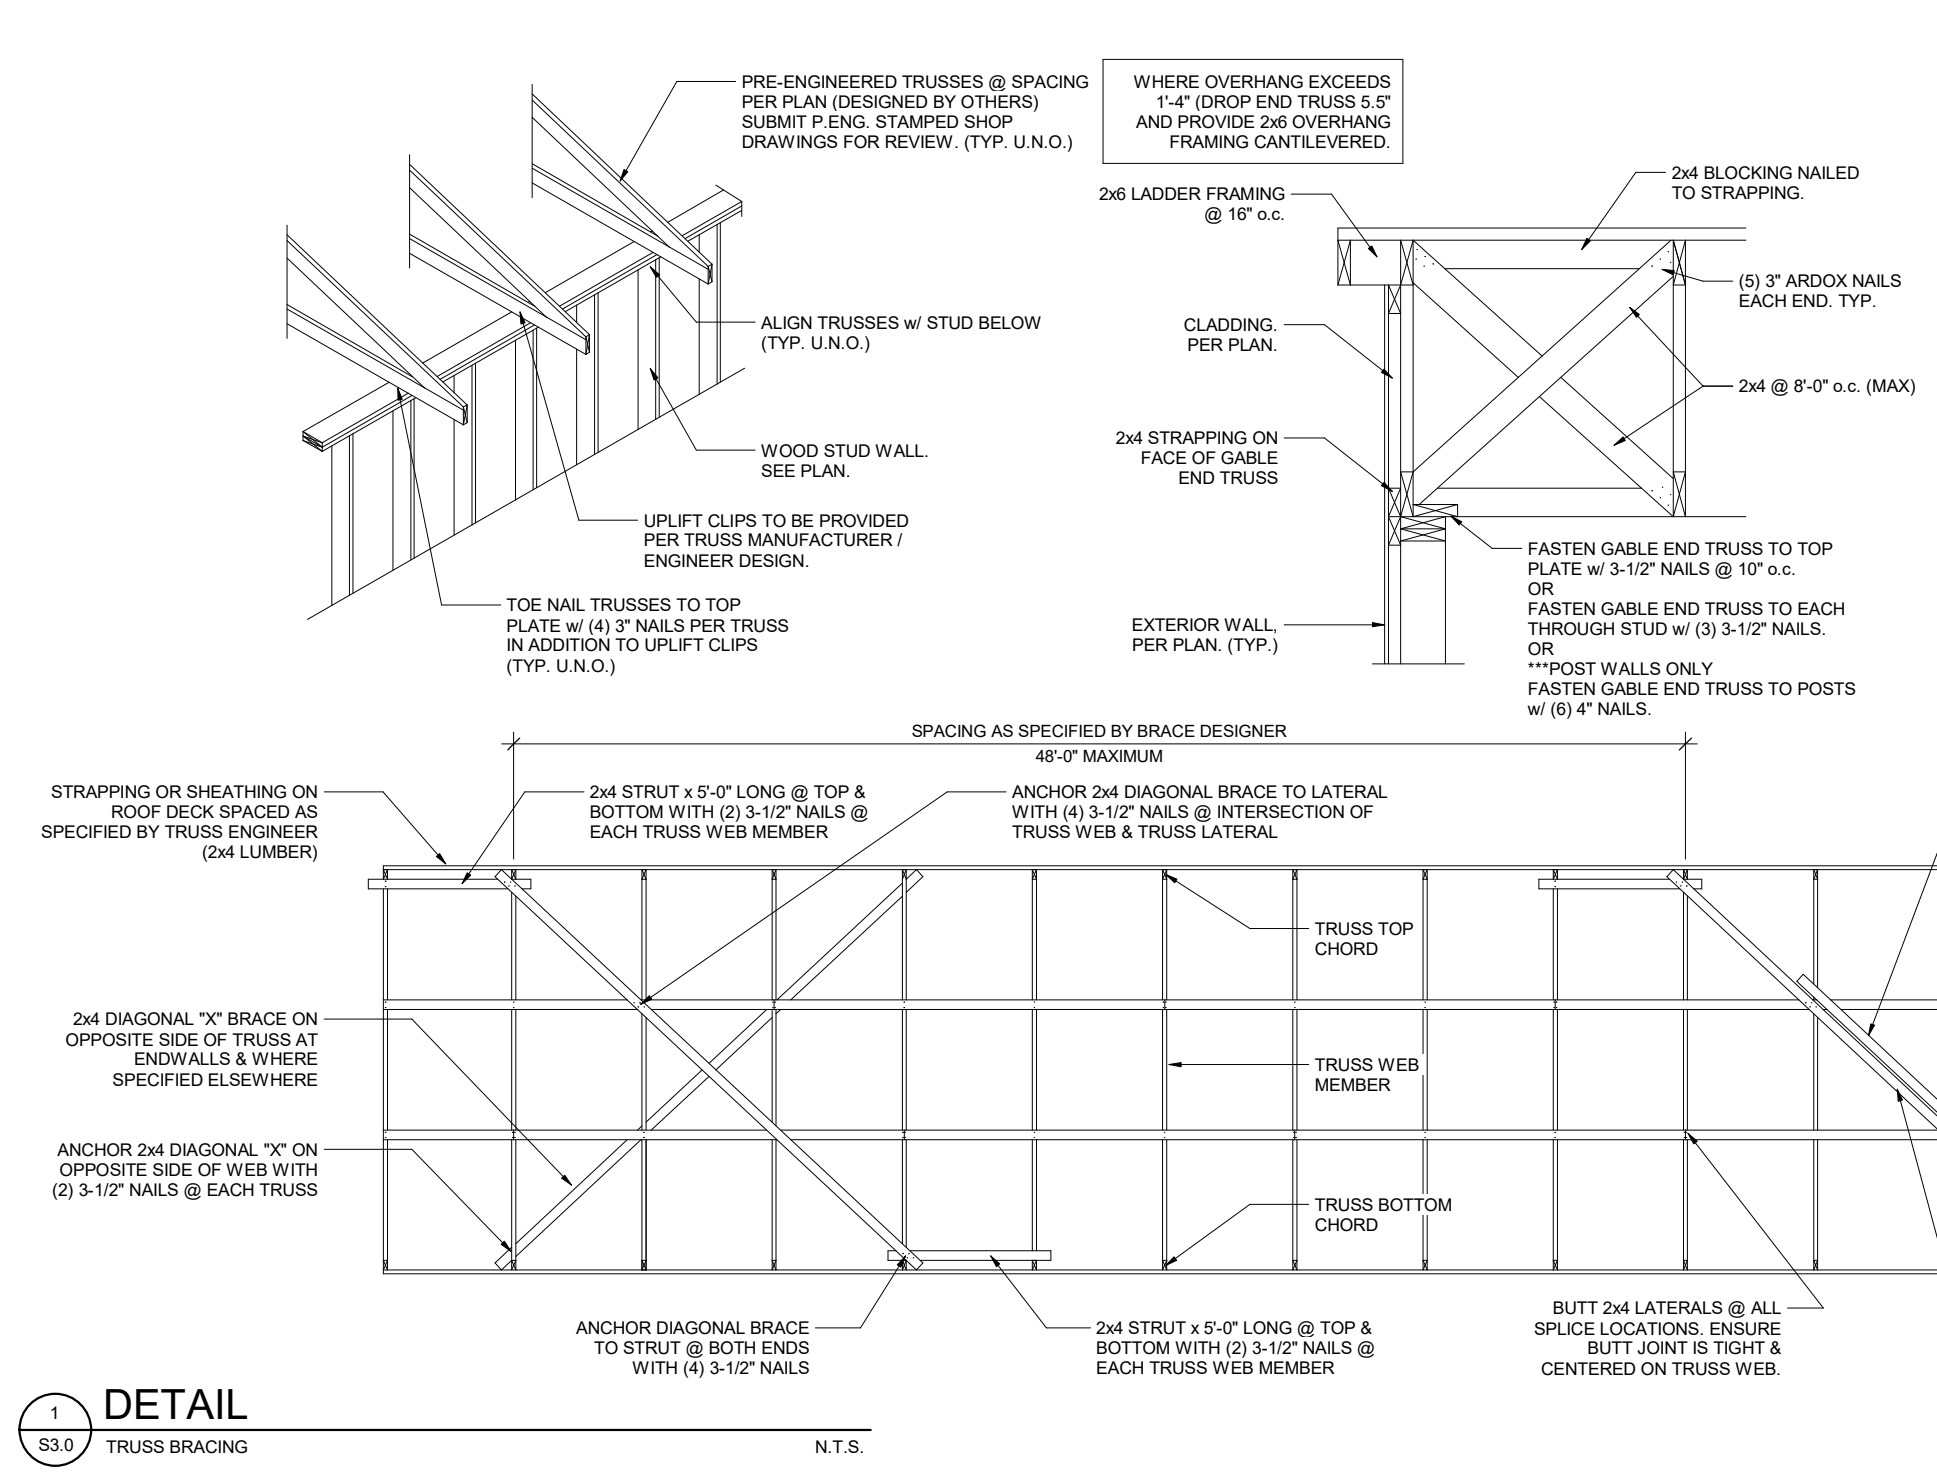 PRE-ENGINEERED TRUSSES @ SPACING
PER PLAN (DESIGNED BY OTHERS)
SUBMIT P.ENG. STAMPED SHOP
DRAWINGS FOR REVIEW. (TYP. U.N.O.)
WHERE OVERHANG EXCEEDS
1'-4" (DROP END TRUSS 5.5"
AND PROVIDE 2x6 OVERHANG
FRAMING CANTILEVERED.
2x4 BLOCKING NAILED
TO STRAPPING.
2x6 LADDER FRAMING
@ 16" o.c.
(5) 3" ARDOX NAILS
EACH END. TYP.
ALIGN TRUSSES w/ STUD BELOW
(TYP. U.N.O.)
CLADDING.
PER PLAN.
2x4 @ 8'-0" o.c. (MAX)
WOOD STUD WALL.
SEE PLAN.
2x4 STRAPPING ON
FACE OF GABLE
END TRUSS
UPLIFT CLIPS TO BE PROVIDED
PER TRUSS MANUFACTURER /
ENGINEER DESIGN.
FASTEN GABLE END TRUSS TO TOP
PLATE w/ 3-1/2" NAILS @ 10" o.c.
OR
FASTEN GABLE END TRUSS TO EACH
THROUGH STUD w/ (3) 3-1/2" NAILS.
OR
***POST WALLS ONLY
FASTEN GABLE END TRUSS TO POSTS
w/ (6) 4" NAILS.
TOE NAIL TRUSSES TO TOP
PLATE w/ (4) 3" NAILS PER TRUSS
IN ADDITION TO UPLIFT CLIPS
(TYP. U.N.O.)
EXTERIOR WALL,
PER PLAN. (TYP.)
SPACING AS SPECIFIED BY BRACE DESIGNER
48'-0" MAXIMUM
STRAPPING OR SHEATHING ON
ROOF DECK SPACED AS
SPECIFIED BY TRUSS ENGINEER
(2x4 LUMBER)
2x4 STRUT x 5'-0" LONG @ TOP &
BOTTOM WITH (2) 3-1/2" NAILS @
EACH TRUSS WEB MEMBER
ANCHOR 2x4 DIAGONAL BRACE TO LATERAL
WITH (4) 3-1/2" NAILS @ INTERSECTION OF
TRUSS WEB & TRUSS LATERAL
TRUSS TOP
CHORD
2x4 DIAGONAL "X" BRACE ON
OPPOSITE SIDE OF TRUSS AT
ENDWALLS & WHERE
SPECIFIED ELSEWHERE
TRUSS WEB
MEMBER
ANCHOR 2x4 DIAGONAL "X" ON
OPPOSITE SIDE OF WEB WITH
(2) 3-1/2" NAILS @ EACH TRUSS
TRUSS BOTTOM
CHORD
ANCHOR DIAGONAL BRACE
TO STRUT @ BOTH ENDS
WITH (4) 3-1/2" NAILS
2x4 STRUT x 5'-0" LONG @ TOP &
BOTTOM WITH (2) 3-1/2" NAILS @
EACH TRUSS WEB MEMBER
BUTT 2x4 LATERALS @ ALL
SPLICE LOCATIONS. ENSURE
BUTT JOINT IS TIGHT &
CENTERED ON TRUSS WEB.
1
DETAIL
S3.0
TRUSS BRACING
N.T.S.